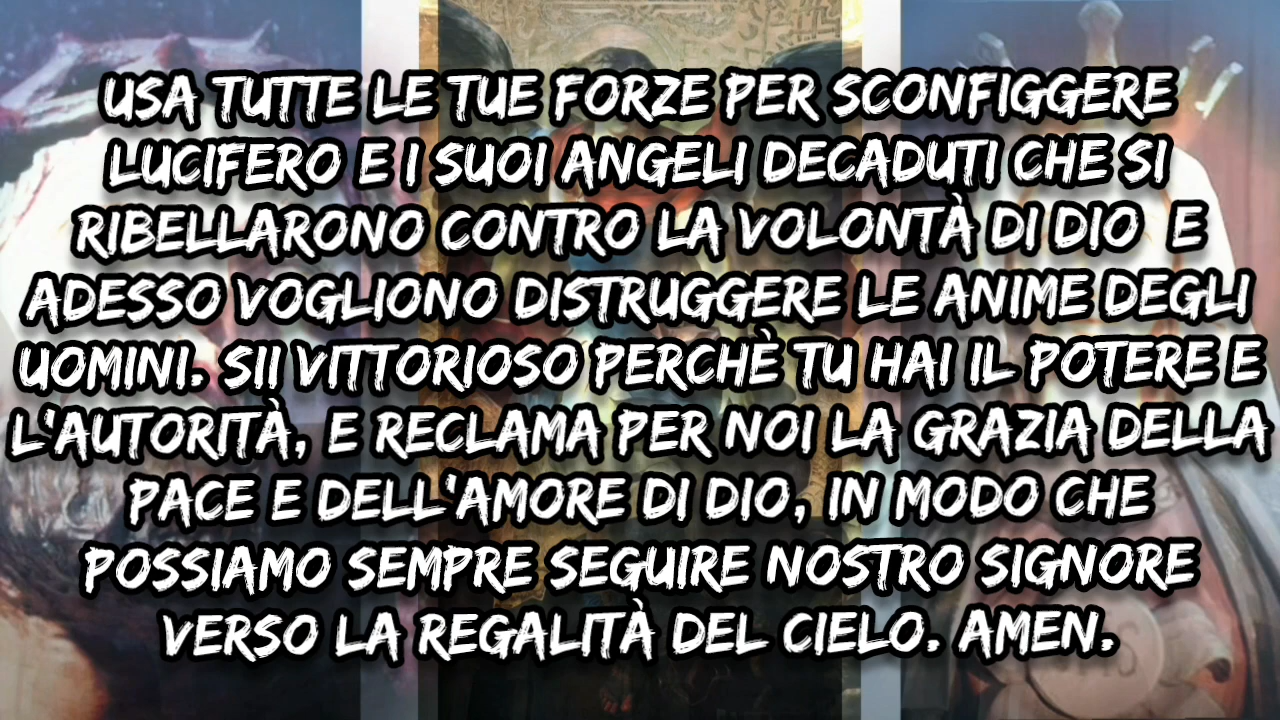 USA TUTTE LE TUE FORZE PER SCONFIGGERE
LUCIFERO E I SUOI ANGELI DECADUTI CHE SI
RIBELLARONO CONTRO LA VOLONTÀ DI DIO E
ADESSO VOGLIONO DISTRUGGERE LE ANIME DEGLI
UOMINI. SII VITTORIOSO PERCHÈ TU HAI IL POTERE E
L'AUTORITÀ, E RECLAMA PER NOI LA GRAZIA DELLA
PACE E DELL'AMORE DI DIO, IN MODO CHE
POSSIAMO SEMPRE SEGUIRE NOSTRO SIGNORE
VERSO LA REGALITÀ DEL CIELO. AMEN.